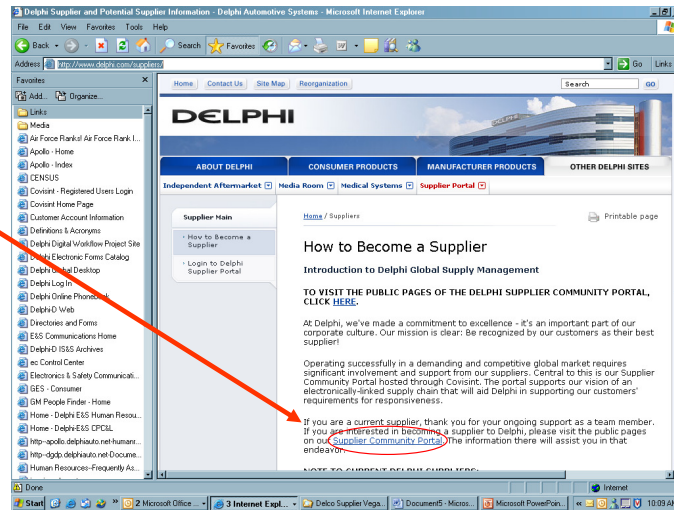 Delphi Supplier and Potential Supplier Information - Delphi Automotive Systems - Microsoft Internet Explorer
File Edit View Favorites Tools Help
Back Search Favorites
Address http://www.delphi.com/suppliers/ Go Links
Favorites
Add... Organize...
Links
Media
Air Force Ranks! Air Force Rank I...
Apollo - Home
Apollo - Index
CENSUS
Covisint - Registered Users Login
Covisint Home Page
Customer Account Information
Definitions & Acronyms
Delphi Digital Workflow Project Site
Delphi Electronic Forms Catalog
Delphi Global Desktop
Delphi Log In
Delphi Online Phonebook
Delphi-D Web
Directories and Forms
E&S Communications Home
Delphi-D IS&S Archives
ec Control Center
Electronics & Safety Communicati...
GES - Consumer
GM People Finder - Home
Home - Delphi E&S Human Resou...
Home - Delphi-E&S CPC&L
http-apollo.delphiauto.net-humanr...
http-dgdp.delphiauto.net-Docume...
Human Resources-Frequently As...
Home Contact Us Site Map Reorganization Search GO
DELPHI
ABOUT DELPHI CONSUMER PRODUCTS MANUFACTURER PRODUCTS OTHER DELPHI SITES
Independent Aftermarket Media Room Medical Systems Supplier Portal
Supplier Main
How to Become a
Supplier
Login to Delphi
Supplier Portal
Home / Suppliers Printable page
How to Become a Supplier
Introduction to Delphi Global Supply Management
TO VISIT THE PUBLIC PAGES OF THE DELPHI SUPPLIER COMMUNITY PORTAL,
CLICK HERE.
At Delphi, we've made a commitment to excellence - it's an important part of our
corporate culture. Our mission is clear: Be recognized by our customers as their best
supplier!
Operating successfully in a demanding and competitive global market requires
significant involvement and support from our suppliers. Central to this is our Supplier
Community Portal hosted through Covisint. The portal supports our vision of an
electronically-linked supply chain that will aid Delphi in supporting our customers'
requirements for responsiveness.
If you are a current supplier, thank you for your ongoing support as a team member.
If you are interested in becoming a supplier to Delphi, please visit the public pages
on our Supplier Community Portal. The information there will assist you in that
endeavor.
NOTE TO CURRENT DELPHI SUPPLIERS:
Done Internet
Start 2 Microsoft Office ... 3 Internet Expl... Delco Supplier Vega... Document5 - Micros... Microsoft PowerPoin... 10:09 AM